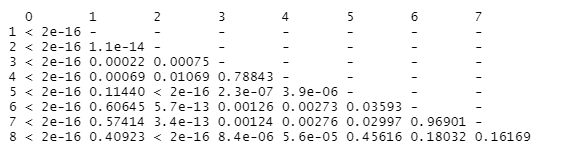 0 1 2 3 4 5 6 7
1 < 2e-16 - - - - - - -
2 < 2e-16 1.1e-14 - - - - - -
3 < 2e-16 0.00022 0.00075 - - - - -
4 < 2e-16 0.00069 0.01069 0.78843 - - - -
5 < 2e-16 0.11440 < 2e-16 2.3e-07 3.9e-06 - - -
6 < 2e-16 0.60645 5.7e-13 0.00126 0.00273 0.03593 - -
7 < 2e-16 0.57414 3.4e-13 0.00124 0.00276 0.02997 0.96901 -
8 < 2e-16 0.40923 < 2e-16 8.4e-06 5.6e-05 0.45616 0.18032 0.16169